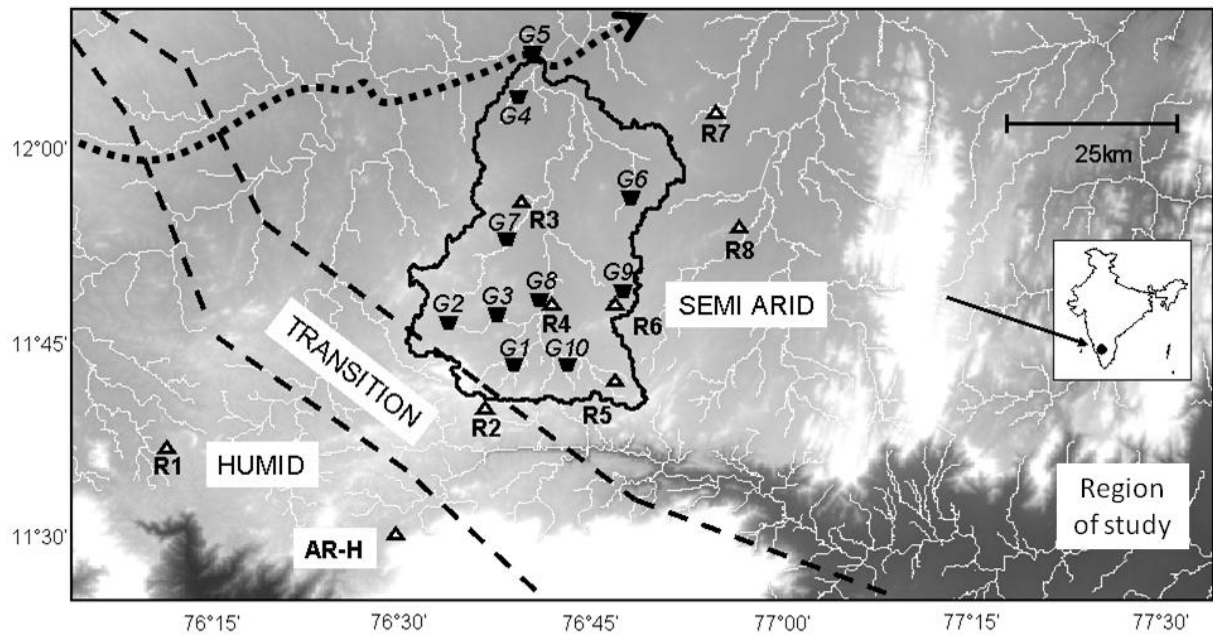 G5
G4
R7
12°00'
25km
G6
R3
G7
R8
G9
G8
G2
G3
R4
R6
SEMI ARID
TRANSITION
11°45'
G1
G10
R5
R2
R1
HUMID
Region
of study
11°30'
AR-H
76°15'
76°30'
76°45'
77°00'
77°15'
77°30'